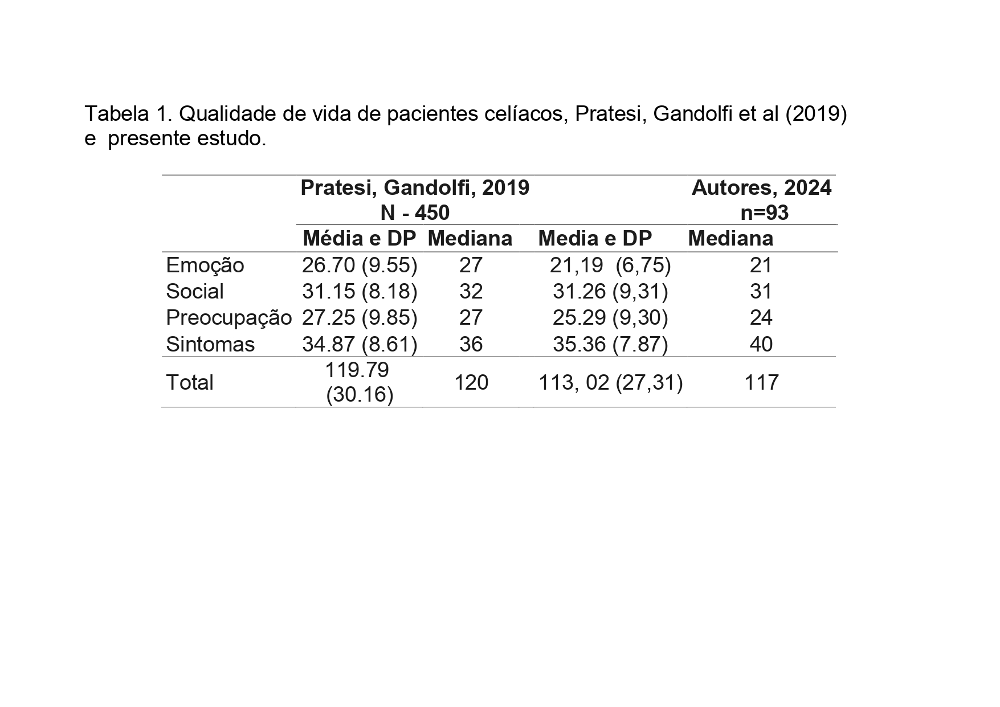 Tabela 1. Qualidade de vida de pacientes celíacos, Pratesi, Gandolfi et al (2019)
e  presente estudo.
Pratesi, Gandolfi, 2019 Autores, 2024
N - 450 n=93
Média e DP Mediana Media e DP Mediana
Emoção 26.70 (9.55) 27 21,19  (6,75) 21
Social 31.15 (8.18) 32 31.26 (9,31) 31
Preocupação 27.25 (9.85) 27 25.29 (9,30) 24
Sintomas 34.87 (8.61) 36 35.36 (7.87) 40
Total 119.79 (30.16) 120 113, 02 (27,31) 117